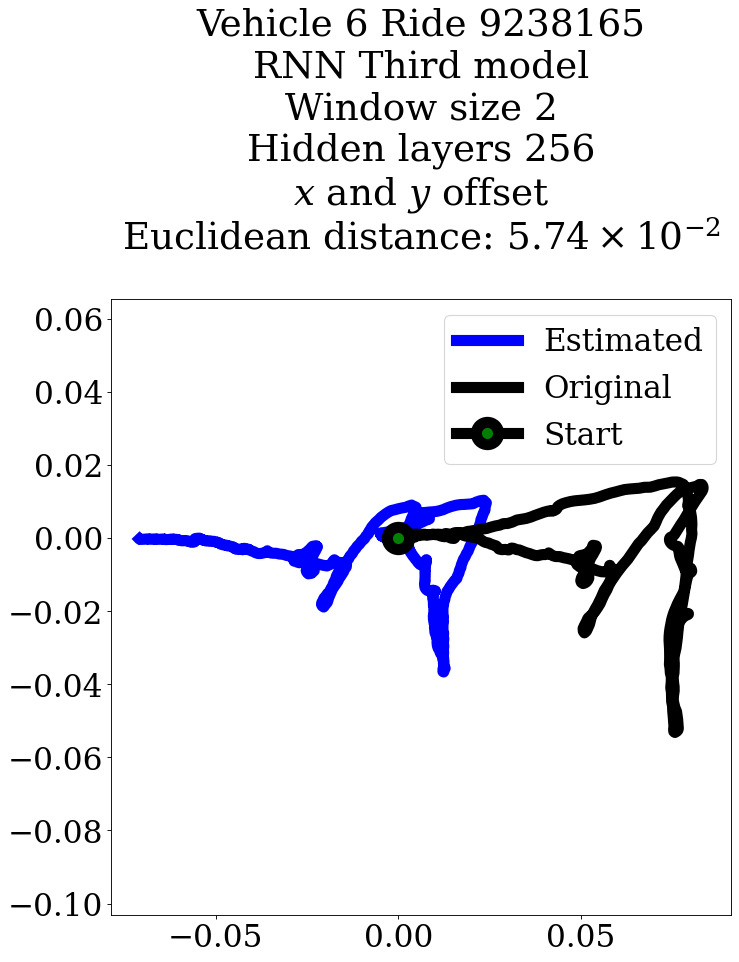 Vehicle 6 Ride 9238165
RNN Third model
Window size 2
Hidden layers 256
x and y offset
Euclidean distance: 5.74 × 10⁻²
Estimated
Original
Start
0.06
0.04
0.02
0.00
−0.02
−0.04
−0.06
−0.08
−0.10
−0.05 0.00 0.05